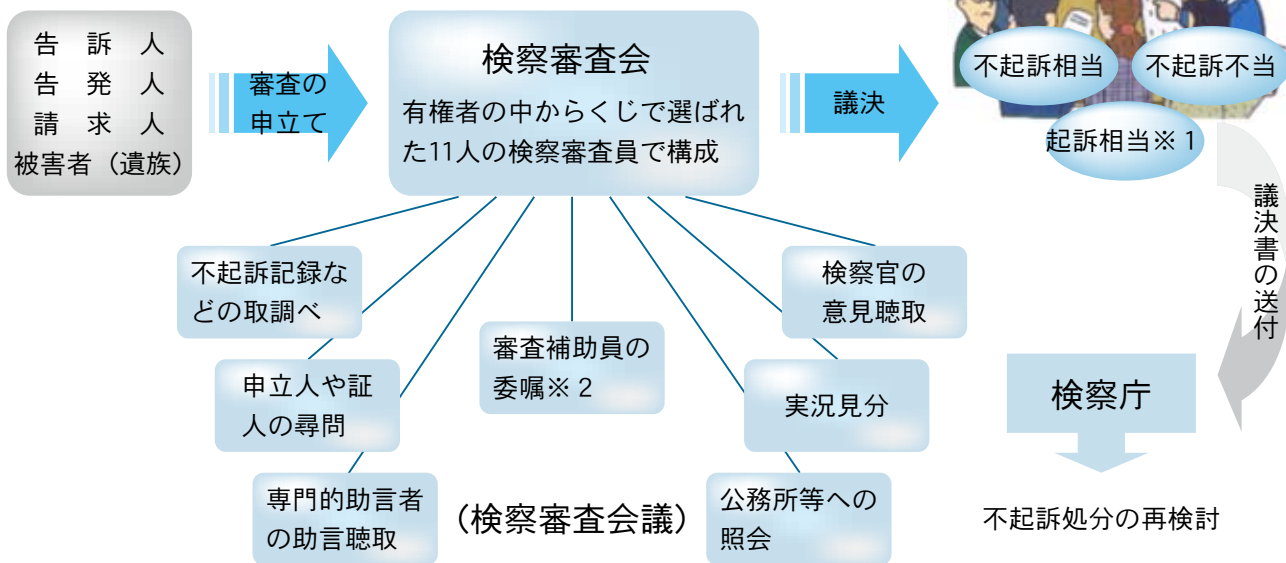 告訴人
告発人
請求人
被害者（遺族）
審査の
申立て
検察審査会
有権者の中からくじで選ばれ
た11人の検察審査員で構成
議決
不起訴相当
不起訴不当
起訴相当※1
議決書の送付
不起訴記録な
どの取調べ
申立人や証
人の尋問
専門的助言者
の助言聴取
審査補助員の
委嘱※2
検察官の
意見聴取
実況見分
公務所等への
照会
（検察審査会議）
検察庁
不起訴処分の再検討